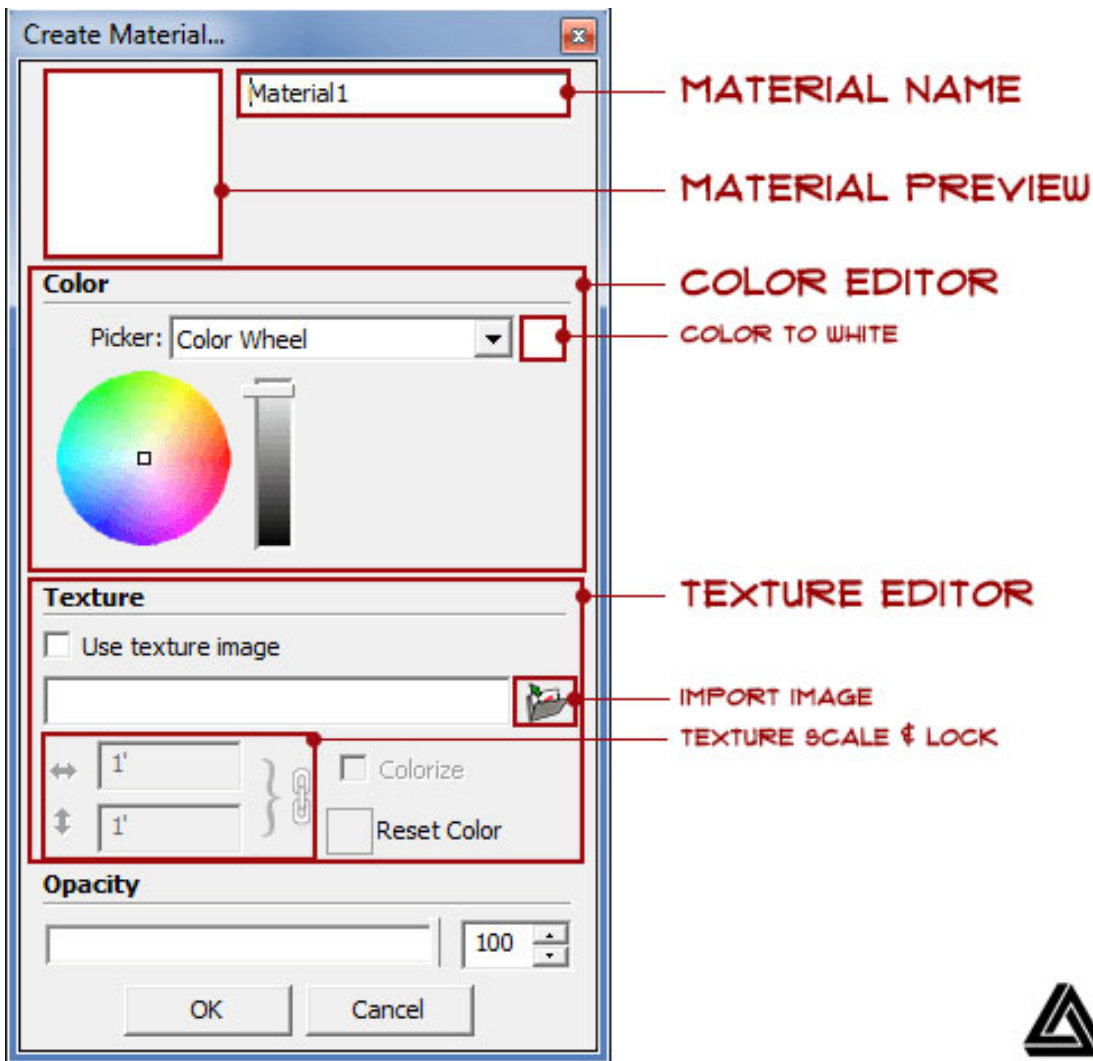 Create Material...
Material1
MATERIAL NAME
MATERIAL PREVIEW
Color
COLOR EDITOR
Picker: Color Wheel
COLOR TO WHITE
Texture
TEXTURE EDITOR
Use texture image
IMPORT IMAGE
TEXTURE SCALE & LOCK
1'
Colorize
1'
Reset Color
Opacity
100
OK Cancel